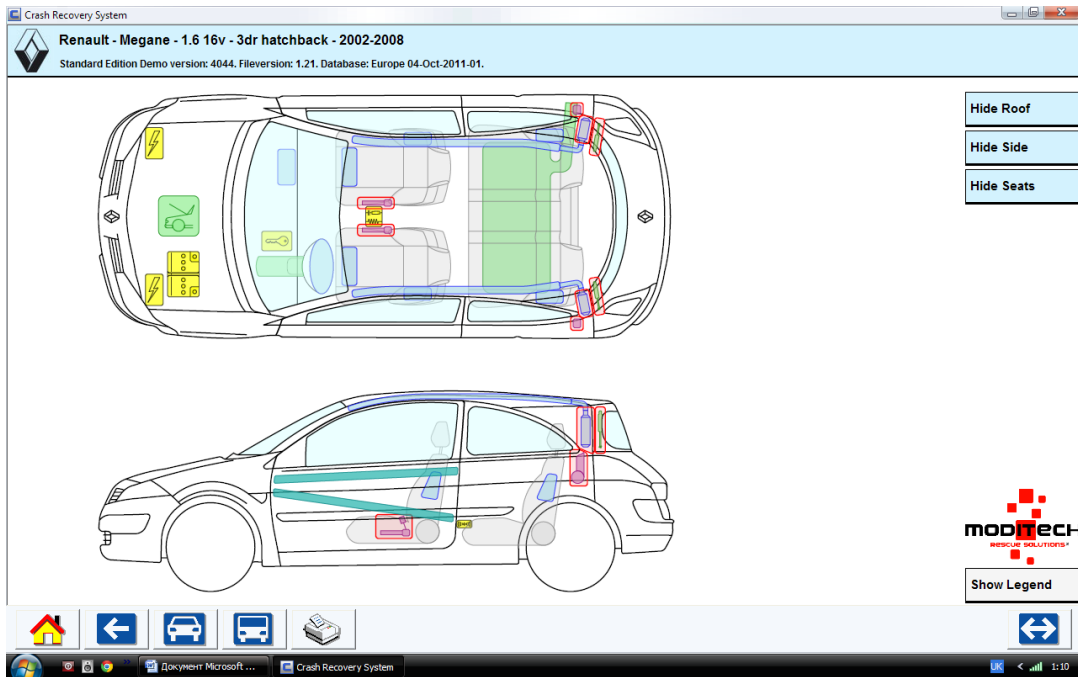 Crash Recovery System
Renault - Megane - 1.6 16v - 3dr hatchback - 2002-2008
Standard Edition Demo version: 4044. Fileversion: 1.21. Database: Europe 04-Oct-2011-01.
Hide Roof
Hide Side
Hide Seats
MODITECH
RESCUE SOLUTIONS
Show Legend
Документ Microsoft ...
Crash Recovery System
UK
1:10